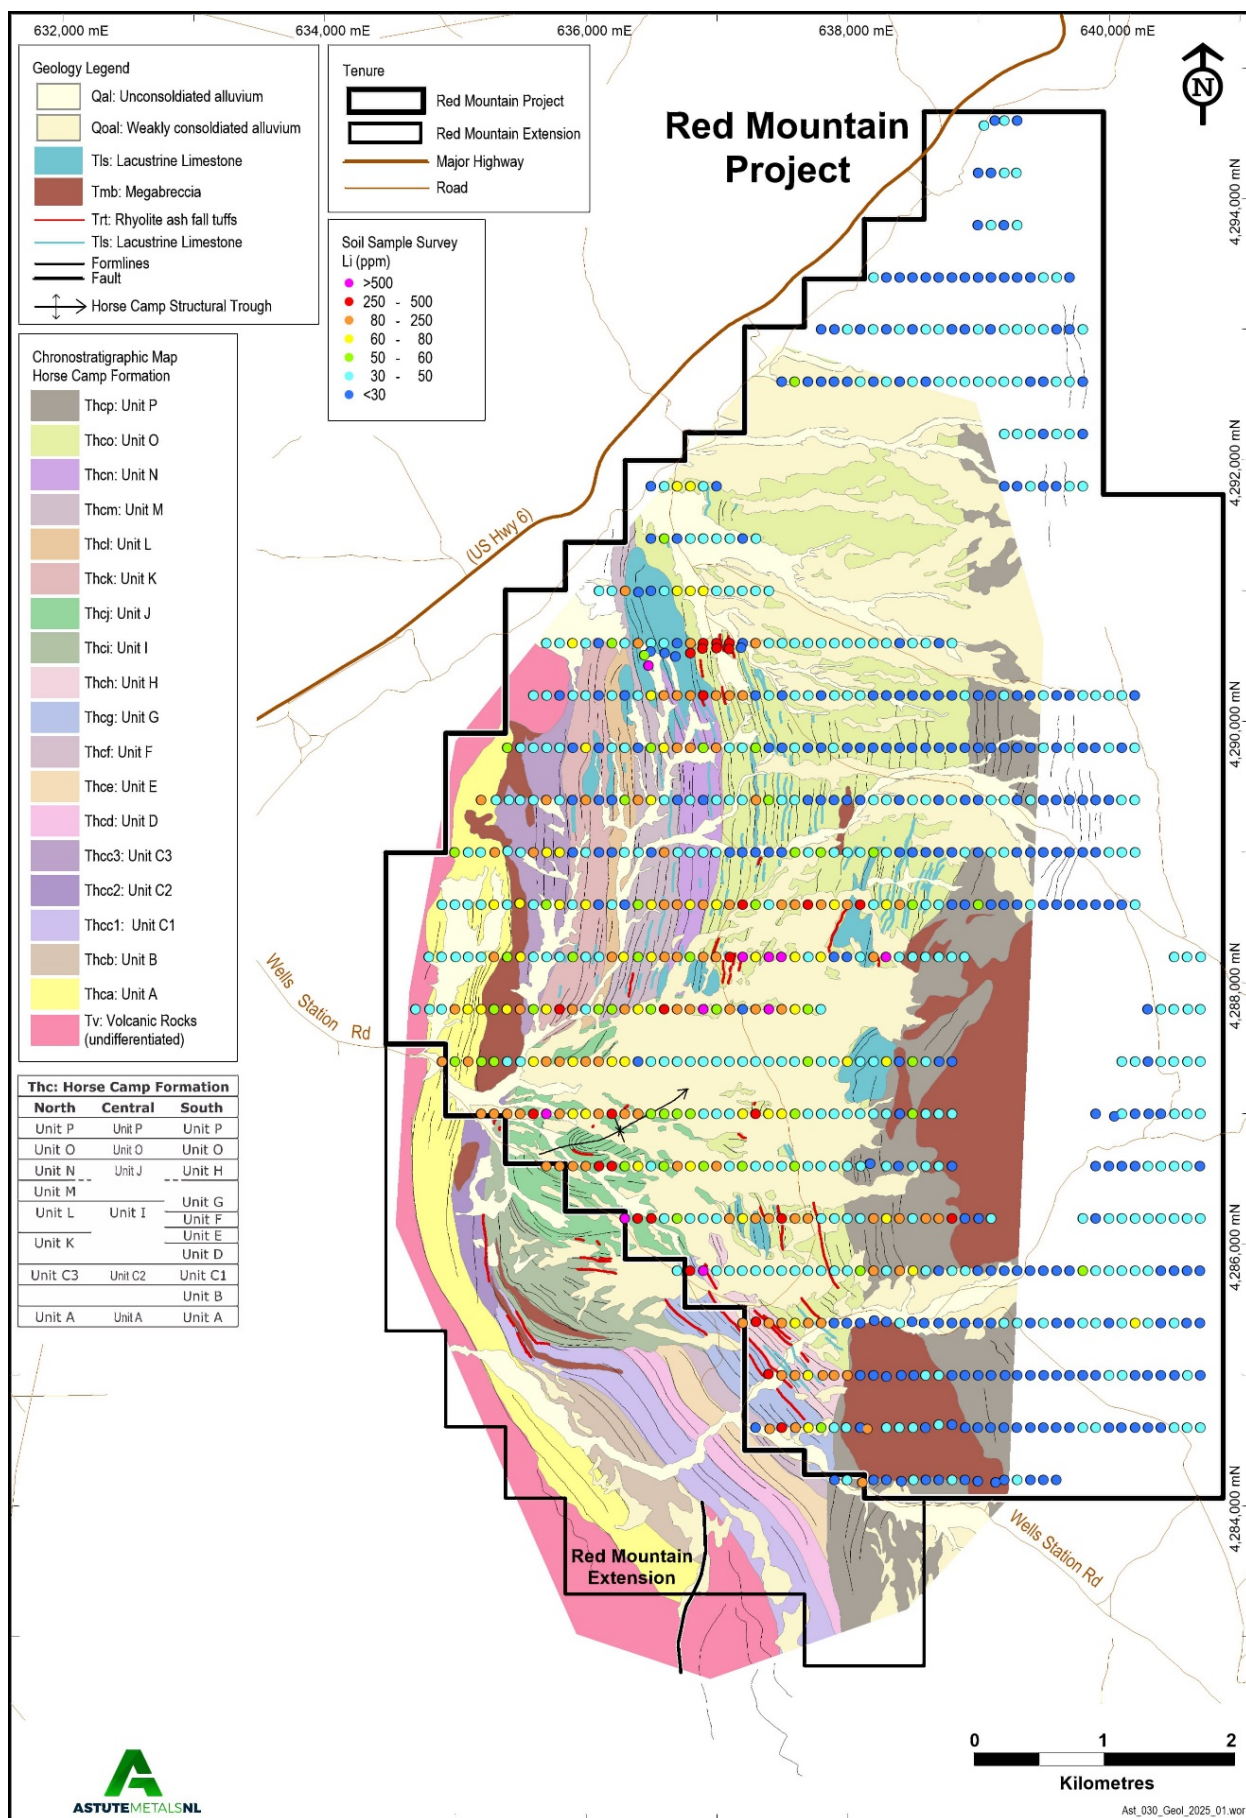 632,000 mE
634,000 mE
636,000 mE
638,000 mE
640,000 mE
Geology Legend
Qal: Unconsoldiated alluvium
Qoal: Weakly consoldiated alluvium
Tls: Lacustrine Limestone
Tmb: Megabreccia
Trt: Rhyolite ash fall tuffs
Tls: Lacustrine Limestone
Formlines
Fault
Horse Camp Structural Trough
Tenure
Red Mountain Project
Red Mountain Extension
Major Highway
Road
Soil Sample Survey
Li (ppm)
>500
250 - 500
80 - 250
60 - 80
50 - 60
30 - 50
<30
Red Mountain
Project
N
Chronostratigraphic Map
Horse Camp Formation
Thcp: Unit P
Thco: Unit O
Thcn: Unit N
Thcm: Unit M
Thcl: Unit L
Thck: Unit K
Thcj: Unit J
Thci: Unit I
Thch: Unit H
Thcg: Unit G
Thcf: Unit F
Thce: Unit E
Thcd: Unit D
Thcc3: Unit C3
Thcc2: Unit C2
Thcc1: Unit C1
Thcb: Unit B
Thca: Unit A
Tv: Volcanic Rocks
(undifferentiated)
Thc: Horse Camp Formation
North Central South
Unit P Unit P Unit P
Unit O Unit O Unit O
Unit N Unit J Unit H
Unit M
Unit G
Unit L Unit I
Unit F
Unit E
Unit K
Unit D
Unit C3 Unit C2 Unit C1
Unit B
Unit A Unit A Unit A
(US Hwy 6)
Wells Station Rd
4,294,000 mN
4,292,000 mN
4,290,000 mN
4,288,000 mN
4,286,000 mN
4,284,000 mN
Wells Station Rd
Red Mountain
Extension
0 1 2
Kilometres
ASTUTEMETALSNL
Ast_030_Geol_2025_01.wor